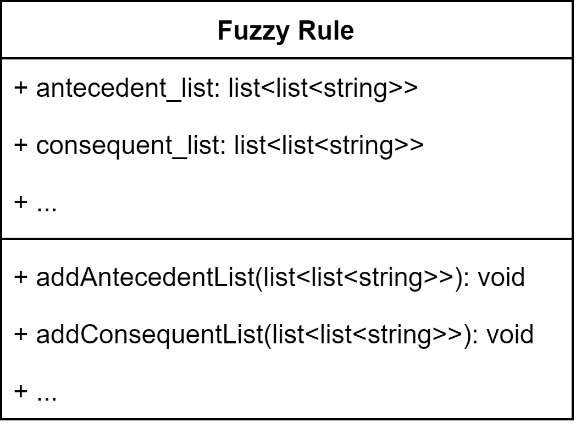 Fuzzy Rule
+ antecedent_list: list<list<string>>
+ consequent_list: list<list<string>>
+ ...
+ addAntecedentList(list<list<string>>): void
+ addConsequentList(list<list<string>>): void
+ ...